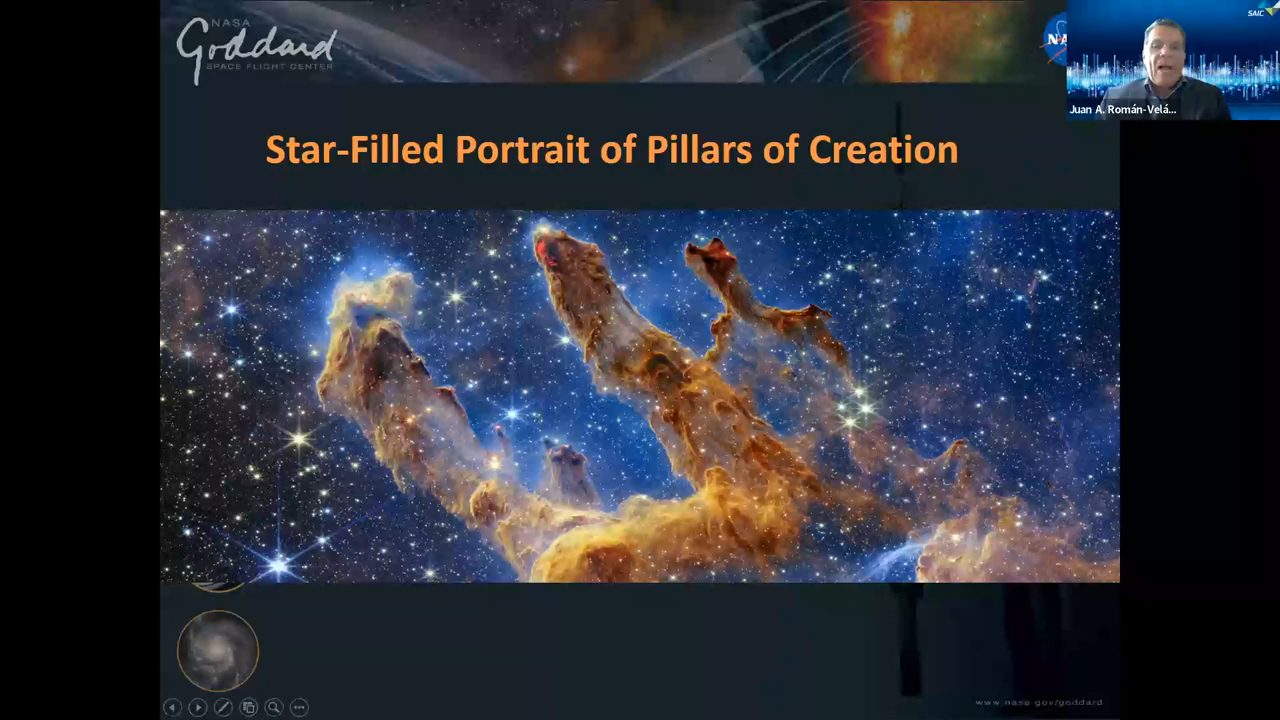 NASA
Goddard
SPACE FLIGHT CENTER
NA
SAIC
Juan A. Román-Velá...
Star-Filled Portrait of Pillars of Creation
www.nasa.gov/goddard